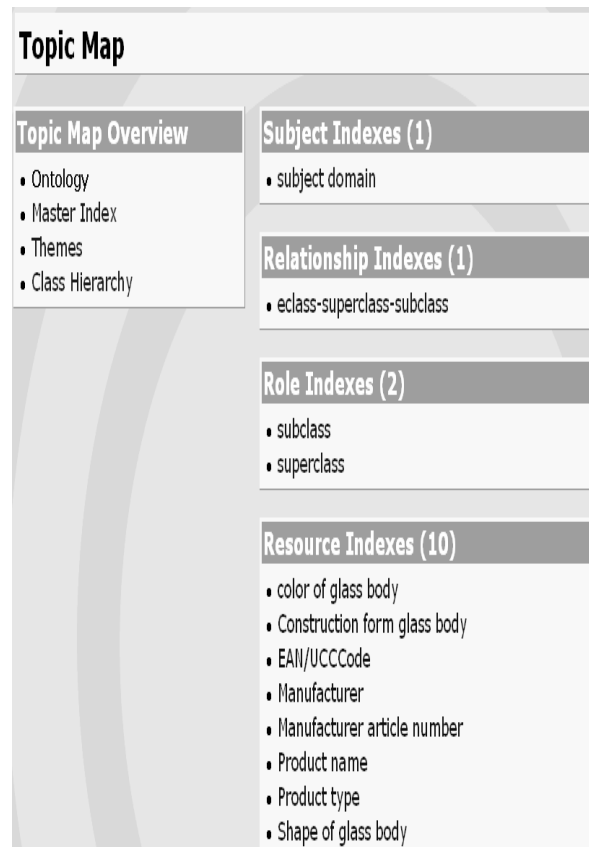 Topic Map
Topic Map Overview
• Ontology
• Master Index
• Themes
• Class Hierarchy
Subject Indexes (1)
• subject domain
Relationship Indexes (1)
• eclass-superclass-subclass
Role Indexes (2)
• subclass
• superclass
Resource Indexes (10)
• color of glass body
• Construction form glass body
• EAN/UCCCode
• Manufacturer
• Manufacturer article number
• Product name
• Product type
• Shape of glass body